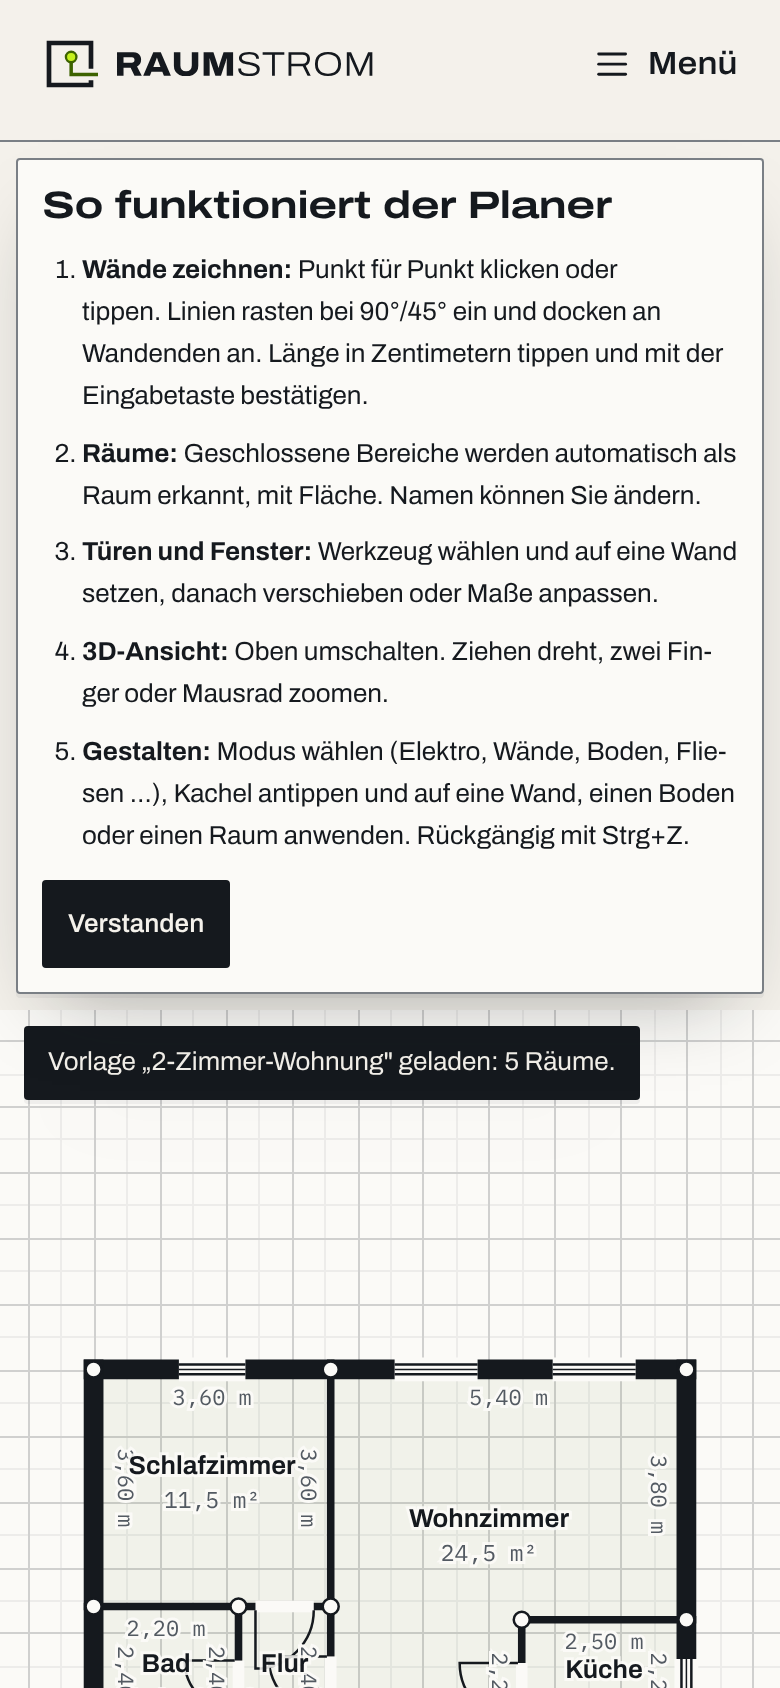 RAUMSTROM
Menü
So funktioniert der Planer
1. Wände zeichnen: Punkt für Punkt klicken oder
tippen. Linien rasten bei 90°/45° ein und docken an
Wandenden an. Länge in Zentimetern tippen und mit der
Eingabetaste bestätigen.
2. Räume: Geschlossene Bereiche werden automatisch als
Raum erkannt, mit Fläche. Namen können Sie ändern.
3. Türen und Fenster: Werkzeug wählen und auf eine Wand
setzen, danach verschieben oder Maße anpassen.
4. 3D-Ansicht: Oben umschalten. Ziehen dreht, zwei Fin-
ger oder Mausrad zoomen.
5. Gestalten: Modus wählen (Elektro, Wände, Boden, Flie-
sen ...), Kachel antippen und auf eine Wand, einen Boden
oder einen Raum anwenden. Rückgängig mit Strg+Z.
Verstanden
Vorlage „2-Zimmer-Wohnung" geladen: 5 Räume.
3,60 m
5,40 m
3,60 m
Schlafzimmer
3,60 m
11,5 m²
3,80 m
Wohnzimmer
24,5 m²
2,20 m
Bad
Flur
2,50 m
Küche